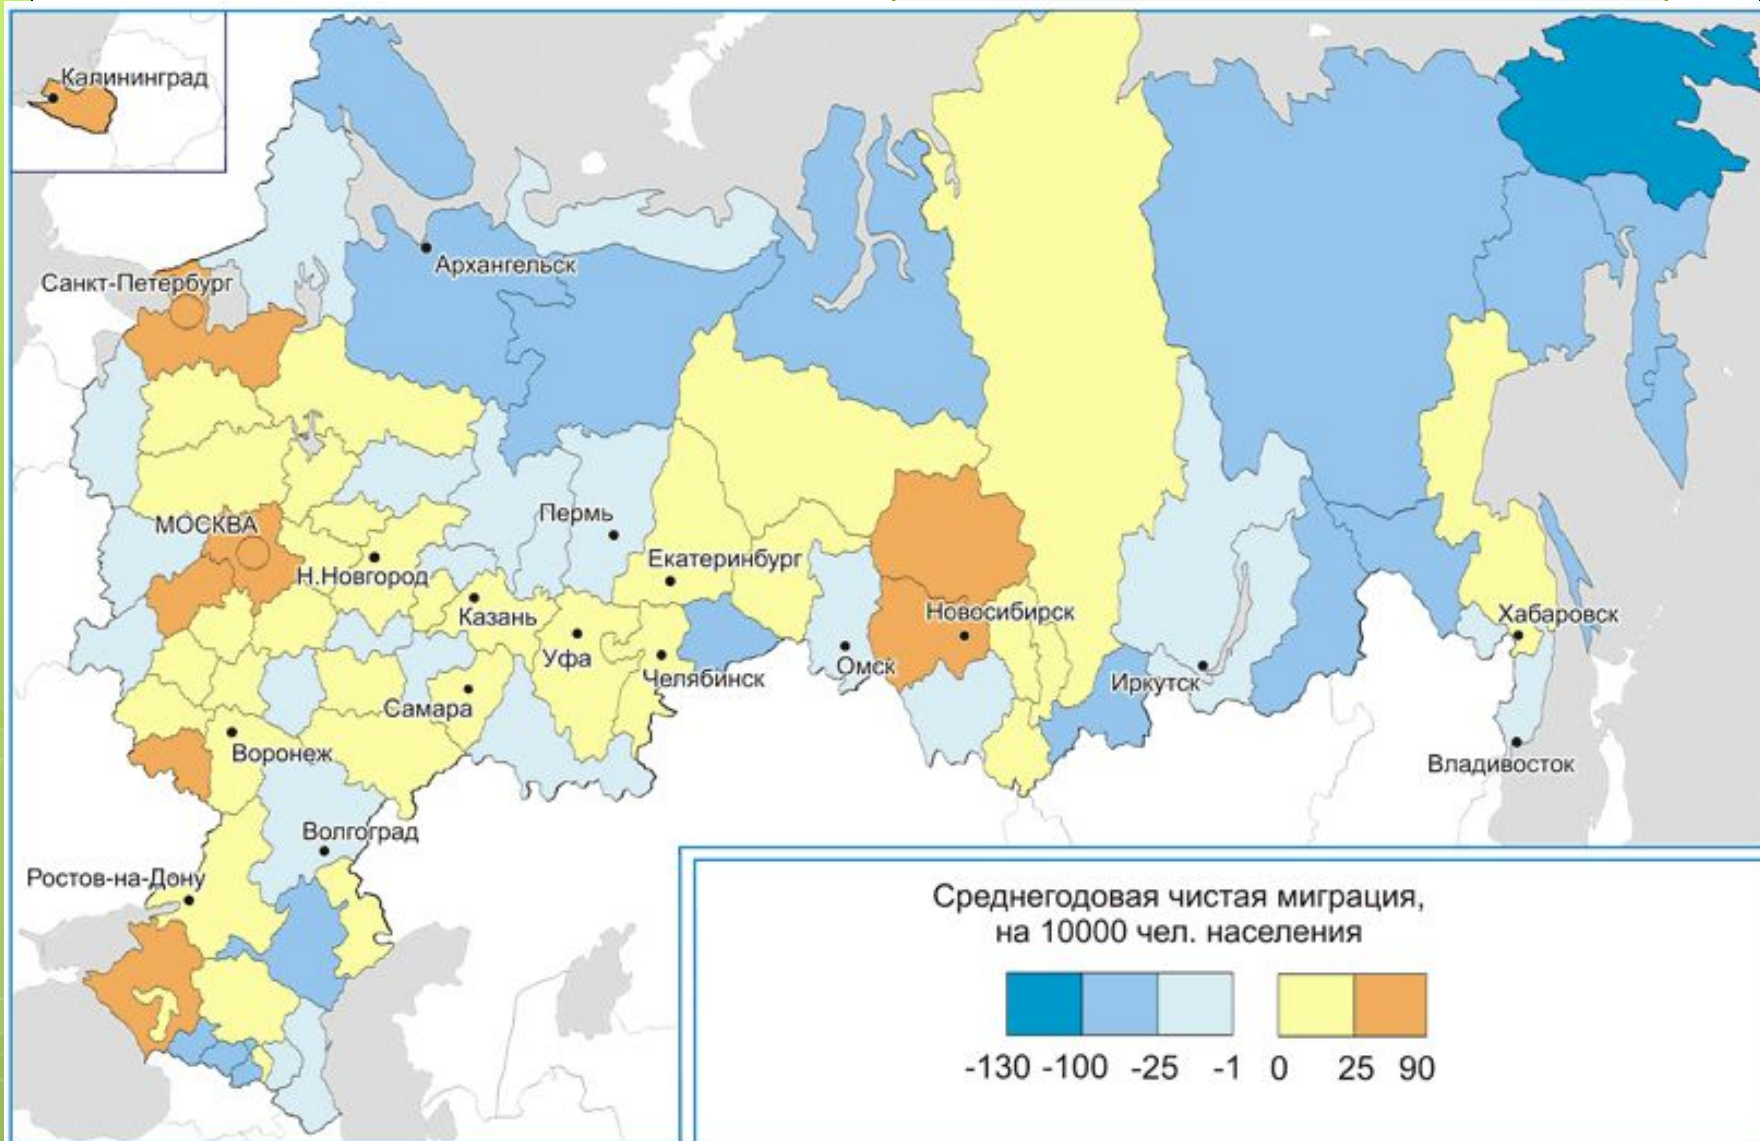 Калининград
Санкт-Петербург
Архангельск
МОСКВА
Пермь
Н.Новгород
Екатеринбург
Казань
Новосибирск
Хабаровск
Уфа
Челябинск
Омск
Иркутск
Самара
Воронеж
Владивосток
Волгоград
Ростов-на-Дону
Среднегодовая чистая миграция,
на 10000 чел. населения
-130 -100 -25 -1 0 25 90